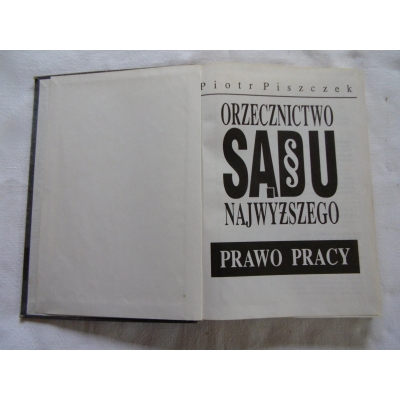 Piotr Piszczek
ORZECZNICTWO
SĄDU
§
NAJWYŻSZEGO
PRAWO PRACY